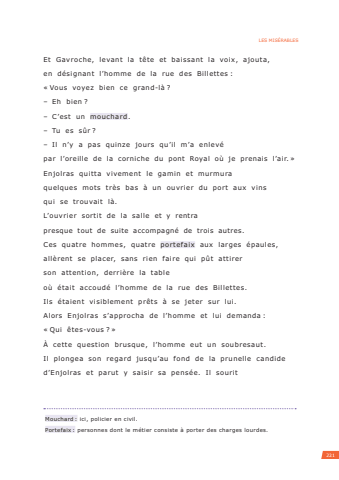 LES MISÉRABLES
Et Gavroche, levant la tête et baissant la voix, ajouta,
en désignant l'homme de la rue des Billettes :
« Vous voyez bien ce grand-là ?
– Eh bien ?
– C'est un mouchard.
– Tu es sûr ?
– Il n'y a pas quinze jours qu'il m'a enlevé
par l'oreille de la corniche du pont Royal où je prenais l'air. »
Enjolras quitta vivement le gamin et murmura
quelques mots très bas à un ouvrier du port aux vins
qui se trouvait là.
L'ouvrier sortit de la salle et y rentra
presque tout de suite accompagné de trois autres.
Ces quatre hommes, quatre portefaix aux larges épaules,
allèrent se placer, sans rien faire qui pût attirer
son attention, derrière la table
où était accoudé l'homme de la rue des Billettes.
Ils étaient visiblement prêts à se jeter sur lui.
Alors Enjolras s'approcha de l'homme et lui demanda :
« Qui êtes-vous ? »
À cette question brusque, l'homme eut un soubresaut.
Il plongea son regard jusqu'au fond de la prunelle candide
d'Enjolras et parut y saisir sa pensée. Il sourit
Mouchard : ici, policier en civil.
Portefaix : personnes dont le métier consiste à porter des charges lourdes.
221